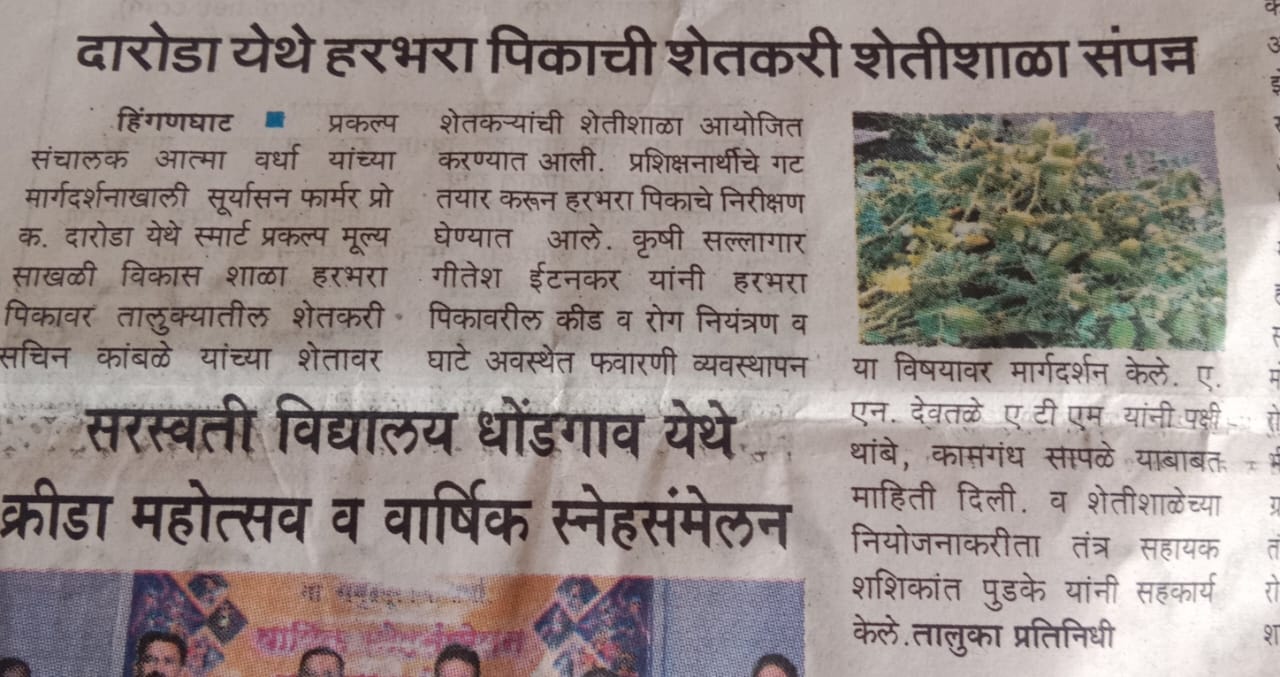 दारोडा येथे हरभरा पिकाची शेतकरी शेतीशाळा संपन्न
हिंगणघाट ■ प्रकल्प
संचालक आत्मा वर्धा यांच्या
मार्गदर्शनाखाली सूर्यासन फार्मर प्रो
क. दारोडा येथे स्मार्ट प्रकल्प मूल्य
साखळी विकास शाळा हरभरा
पिकावर तालुक्यातील शेतकरी
सचिन कांबळे यांच्या शेतावर
शेतकऱ्यांची शेतीशाळा आयोजित
करण्यात आली. प्रशिक्षनार्थीचे गट
तयार करून हरभरा पिकाचे निरीक्षण
घेण्यात आले. कृषी सल्लागार
गीतेश ईटनकर यांनी हरभरा
पिकावरील कीड व रोग नियंत्रण व
घाटे अवस्थेत फवारणी व्यवस्थापन
या विषयावर मार्गदर्शन केले. ए.
एन. देवतळे ए टी एम यांनी पक्षी
थांबे, कामगंध सापळे याबाबत
माहिती दिली. व शेतीशाळेच्या
नियोजनाकरीता तंत्र सहायक
शशिकांत पुडके यांनी सहकार्य
केले. तालुका प्रतिनिधी
सरस्वती विद्यालय धोंडगाव येथे
क्रीडा महोत्सव व वार्षिक स्नेहसंमेलन